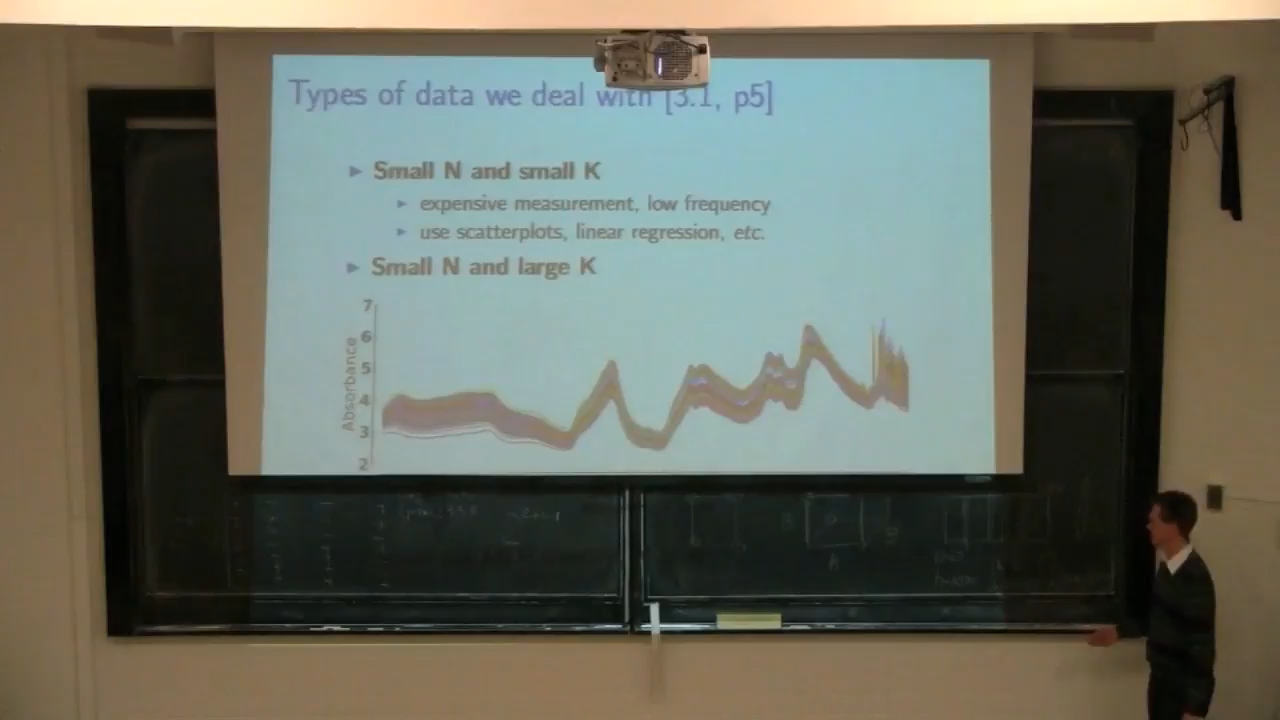 Types of data we deal with [3.1, p5]
Small N and small K
expensive measurement, low frequency
use scatterplots, linear regression, etc.
Small N and large K
7
6
5
4
3
2
Absorbance